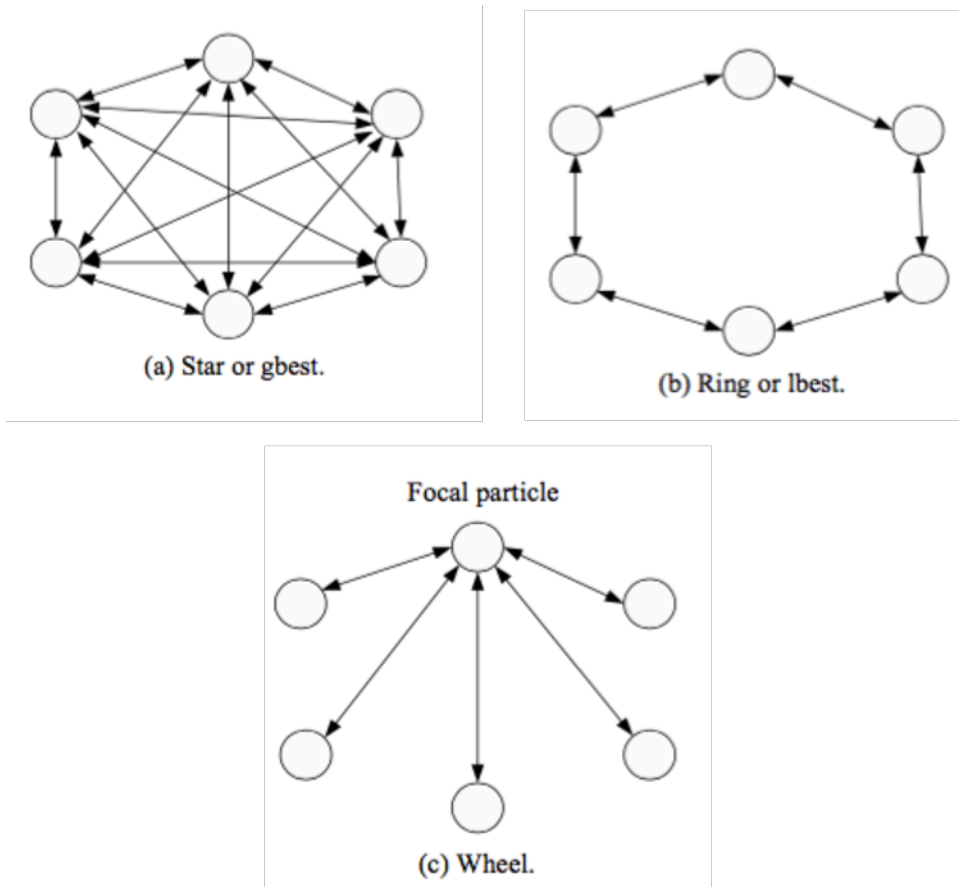 (a) Star or gbest.
(b) Ring or lbest.
Focal particle
(c) Wheel.